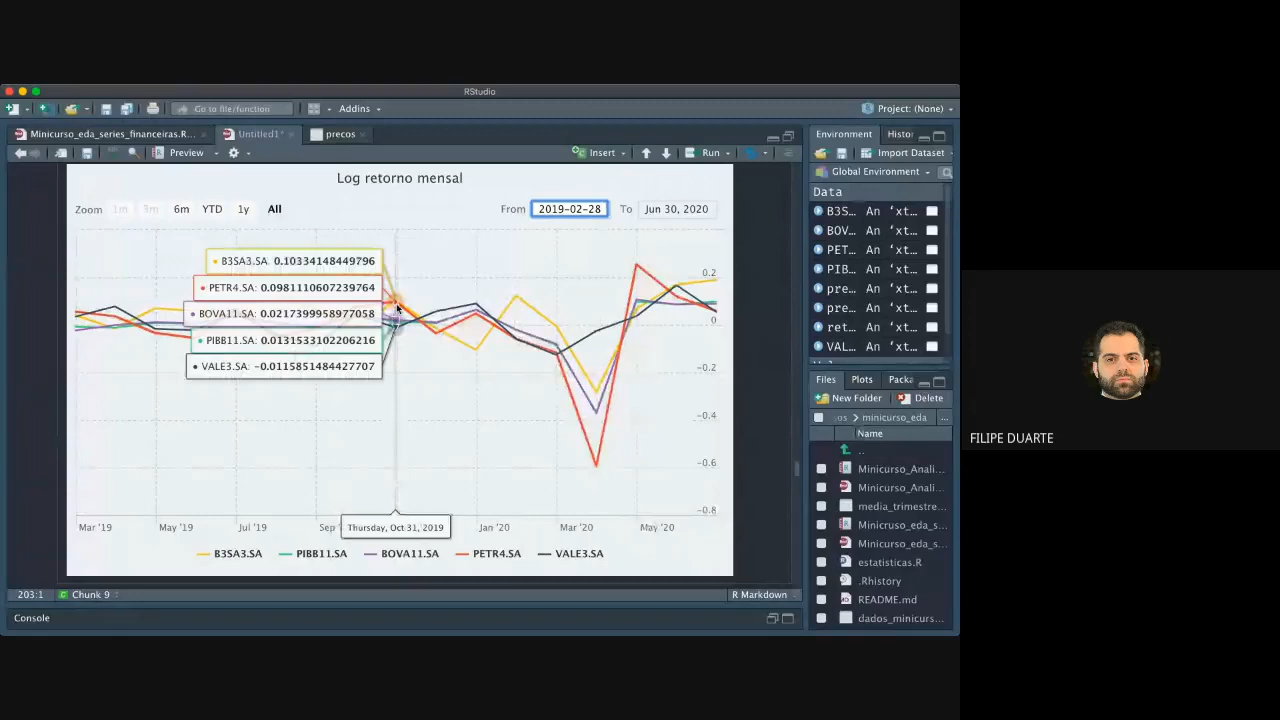 RStudio
Go to file/function
Addins
Project: (None)
Minicurso_eda_series_financeiras.R...
Untitled1*
precos
Environment
Histo
Preview
Insert
Run
Import Dataset
Global Environment
Data
B3S... An ‘xt...
BOV... An ‘xt...
PET... An ‘xt...
PIB... An ‘xt...
pre... An ‘xt...
pre... An ‘xt...
ret... An ‘xt...
VAL... An ‘xt...
Log retorno mensal
Zoom 1m 3m 6m YTD 1y All
From 2019-02-28 To Jun 30, 2020
B3SA3.SA: 0.10334148449796
PETR4.SA: 0.0981110607239764
BOVA11.SA: 0.0217399958977058
PIBB11.SA: 0.0131533102206216
VALE3.SA: −0.0115851484427707
0.2
0
−0.2
−0.4
−0.6
−0.8
Mar '19 May '19 Jul '19 Sep Thursday, Oct 31, 2019 Jan '20 Mar '20 May '20
B3SA3.SA PIBB11.SA BOVA11.SA PETR4.SA VALE3.SA
203:1 Chunk 9 R Markdown
Console
Files Plots Packa
New Folder Delete
os minicurso_eda ...
Name
..
Minicurso_Anali...
Minicurso_Anali...
media_trimestre...
Minicruso_eda_s...
Minicurso_eda_s...
estatisticas.R
.Rhistory
README.md
dados_minicurs...
FILIPE DUARTE